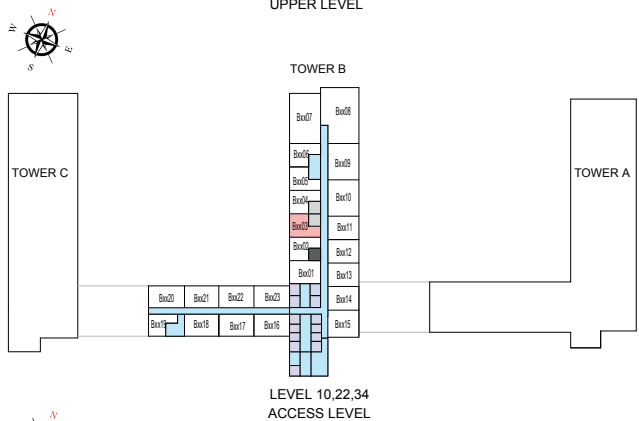 UPPER LEVEL
N
W
E
S
TOWER B
Bxx07
Bxx08
Bxx06
Bxx09
TOWER C
TOWER A
Bxx05
Bxx10
Bxx04
Bxx03
Bxx11
Bxx02
Bxx12
Bxx01
Bxx13
Bxx20
Bxx21
Bxx22
Bxx23
Bxx14
Bxx19
Bxx18
Bxx17
Bxx16
Bxx15
LEVEL 10,22,34
ACCESS LEVEL
N